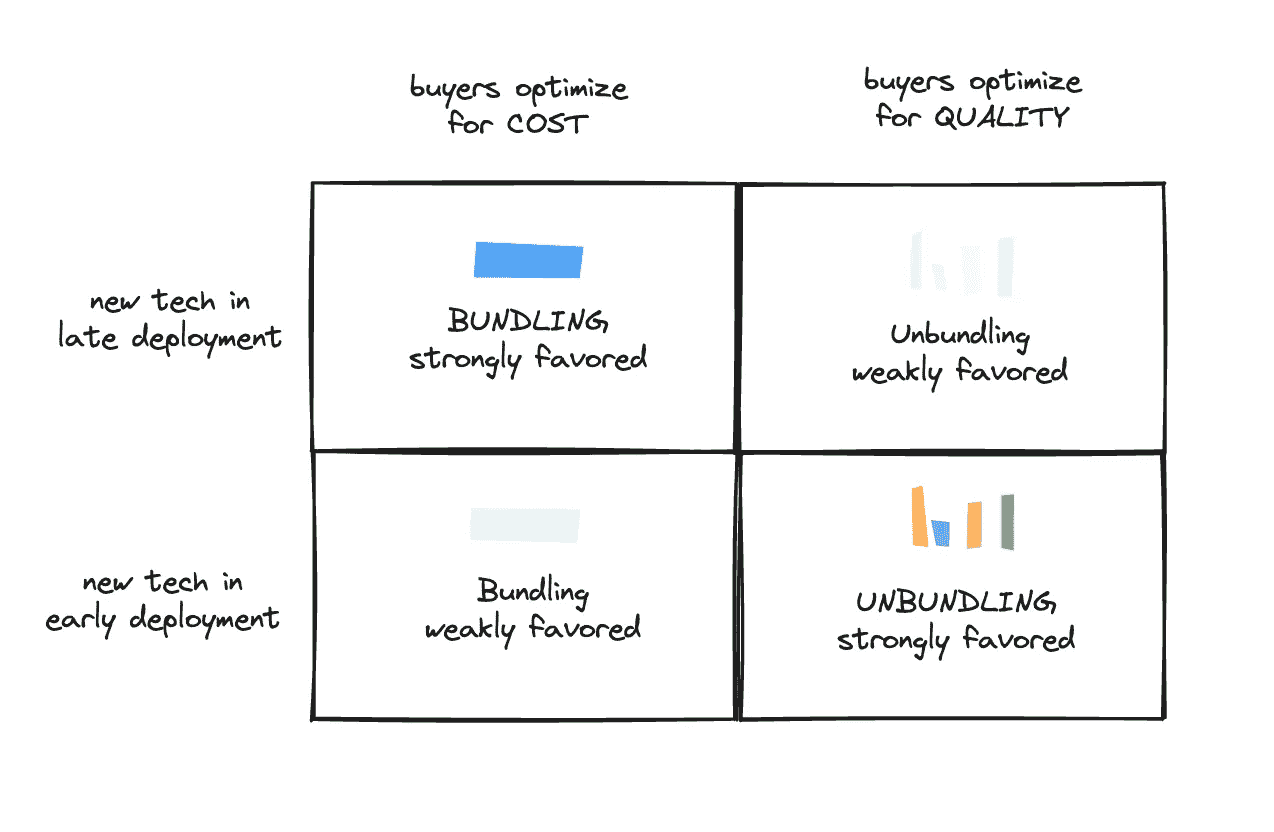 buyers optimize
for COST
buyers optimize
for QUALITY
new tech in
late deployment
BUNDLING
strongly favored
Unbundling
weakly favored
new tech in
early deployment
Bundling
weakly favored
UNBUNDLING
strongly favored